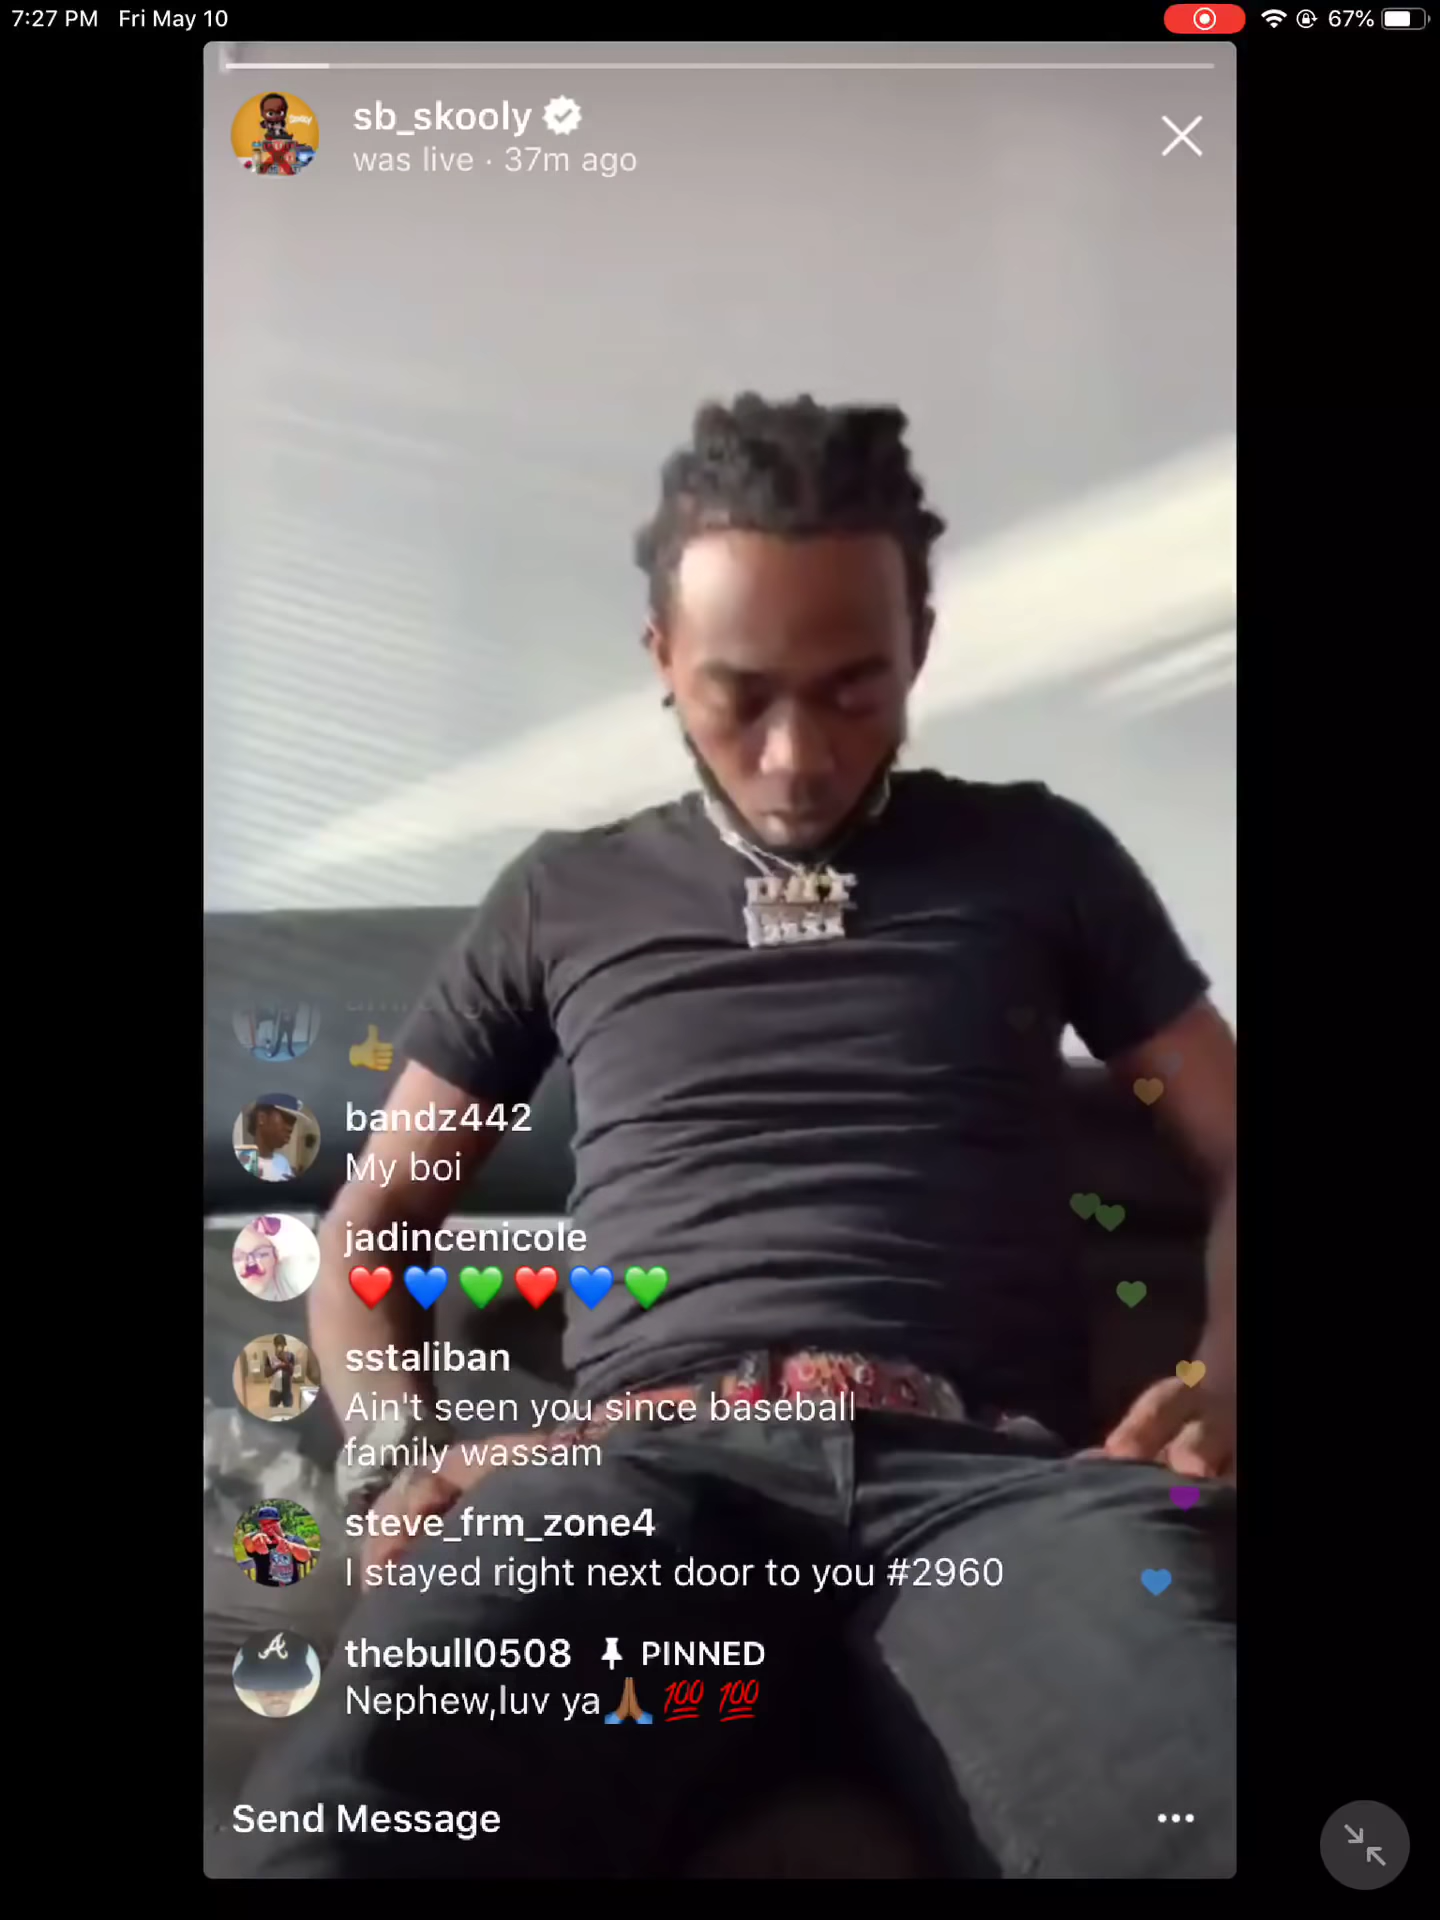 7:27 PM Fri May 10
67%
sb_skooly
was live · 37m ago
👍
bandz442
My boi
jadincenicole
❤️💙💚❤️💙💚
sstaliban
Ain't seen you since baseball
family wassam
steve_frm_zone4
I stayed right next door to you #2960
thebull0508 PINNED
Nephew,luv ya🙏🏾💯💯
Send Message